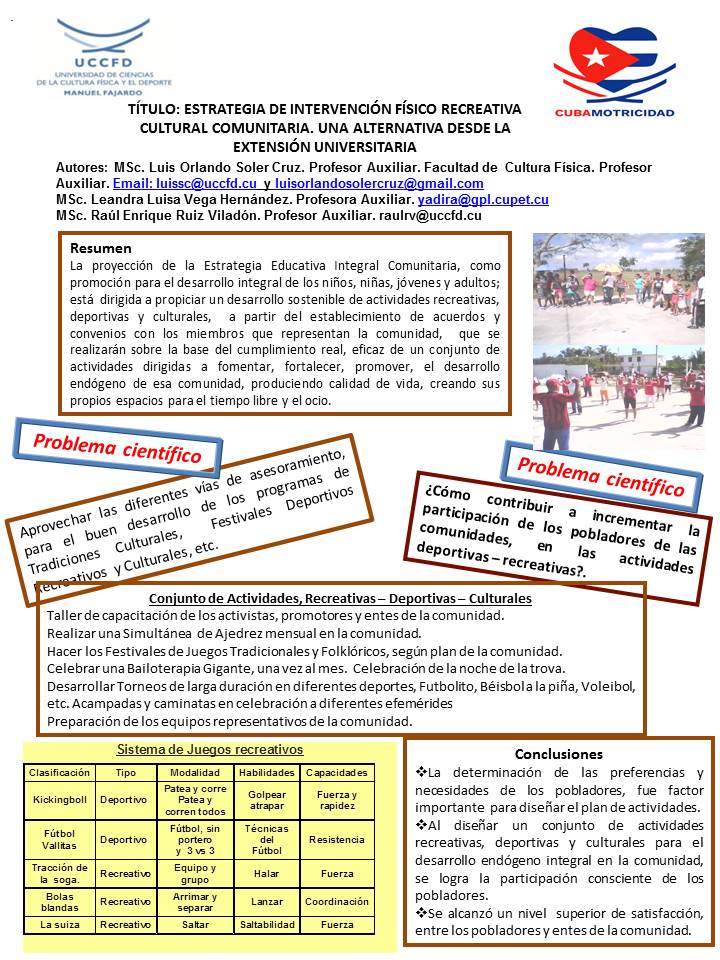 UCCFD
UNIVERSIDAD DE CIENCIAS
DE LA CULTURA FÍSICA Y EL DEPORTE
MANUEL FAJARDO
CUBAMOTRICIDAD
TÍTULO: ESTRATEGIA DE INTERVENCIÓN FÍSICO RECREATIVA
CULTURAL COMUNITARIA. UNA ALTERNATIVA DESDE LA
EXTENSIÓN UNIVERSITARIA
Autores: MSc. Luis Orlando Soler Cruz. Profesor Auxiliar. Facultad de Cultura Física. Profesor
Auxiliar. Email: luissc@uccfd.cu y luisorlandosolercruz@gmail.com
MSc. Leandra Luisa Vega Hernández. Profesora Auxiliar. yadira@gpl.cupet.cu
MSc. Raúl Enrique Ruiz Viladón. Profesor Auxiliar. raulrv@uccfd.cu
Resumen
La proyección de la Estrategia Educativa Integral Comunitaria, como
promoción para el desarrollo integral de los niños, niñas, jóvenes y adultos;
está dirigida a propiciar un desarrollo sostenible de actividades recreativas,
deportivas y culturales, a partir del establecimiento de acuerdos y
convenios con los miembros que representan la comunidad, que se
realizarán sobre la base del cumplimiento real, eficaz de un conjunto de
actividades dirigidas a fomentar, fortalecer, promover, el desarrollo
endógeno de esa comunidad, produciendo calidad de vida, creando sus
propios espacios para el tiempo libre y el ocio.
Problema científico
Aprovechar las diferentes vías de asesoramiento,
para el buen desarrollo de los programas de
Tradiciones Culturales, Festivales Deportivos
Recreativos y Culturales, etc.
Problema científico
¿Cómo contribuir a incrementar la
participación de los pobladores de las
comunidades, en las actividades
deportivas – recreativas?.
Conjunto de Actividades, Recreativas – Deportivas – Culturales
Taller de capacitación de los activistas, promotores y entes de la comunidad.
Realizar una Simultánea de Ajedrez mensual en la comunidad.
Hacer los Festivales de Juegos Tradicionales y Folklóricos, según plan de la comunidad.
Celebrar una Bailoterapia Gigante, una vez al mes. Celebración de la noche de la trova.
Desarrollar Torneos de larga duración en diferentes deportes, Futbolito, Béisbol a la piña, Voleibol,
etc. Acampadas y caminatas en celebración a diferentes efemérides
Preparación de los equipos representativos de la comunidad.
Sistema de Juegos recreativos
Clasificación Tipo Modalidad Habilidades Capacidades
Kickingboll Deportivo Patea y corre Patea y corren todos Golpear atrapar Fuerza y rapidez
Fútbol Vallitas Deportivo Fútbol, sin portero y 3 vs 3 Técnicas del Fútbol Resistencia
Tracción de la soga. Recreativo Equipo y grupo Halar Fuerza
Bolas blandas Recreativo Arrimar y separar Lanzar Coordinación
La suiza Recreativo Saltar Saltabilidad Fuerza
Conclusiones
❖La determinación de las preferencias y
necesidades de los pobladores, fue factor
importante para diseñar el plan de actividades.
❖Al diseñar un conjunto de actividades
recreativas, deportivas y culturales para el
desarrollo endógeno integral en la comunidad,
se logra la participación consciente de los
pobladores.
❖Se alcanzó un nivel superior de satisfacción,
entre los pobladores y entes de la comunidad.